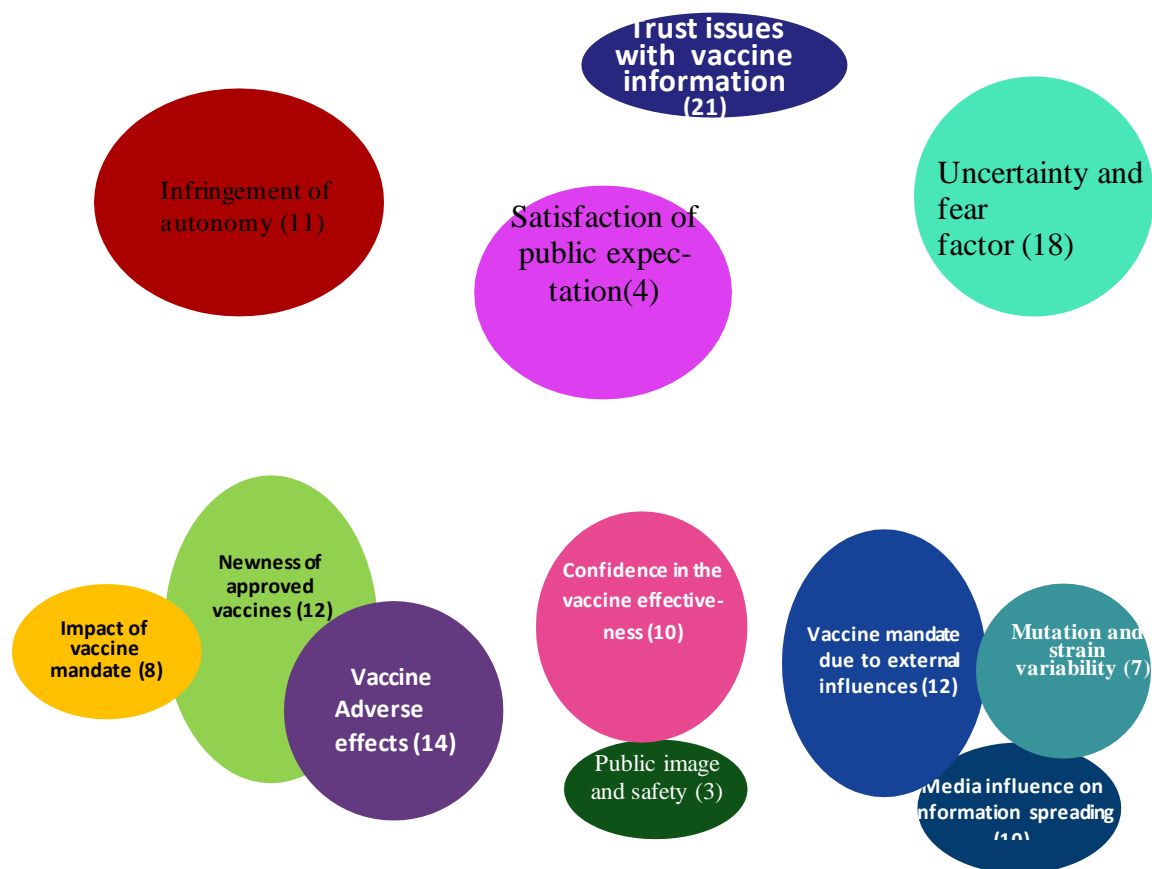 Trust issues
with vaccine
information
(21)
Infringement of
autonomy (11)
Satisfaction of
public expec-
tation(4)
Uncertainty and
fear
factor (18)
Newness of
approved
vaccines (12)
Impact of
vaccine
mandate (8)
Vaccine
Adverse
effects (14)
Confidence in the
vaccine effective-
ness (10)
Public image
and safety (3)
Vaccine mandate
due to external
influences (12)
Mutation and
strain
variability (7)
Media influence on
information spreading
(10)